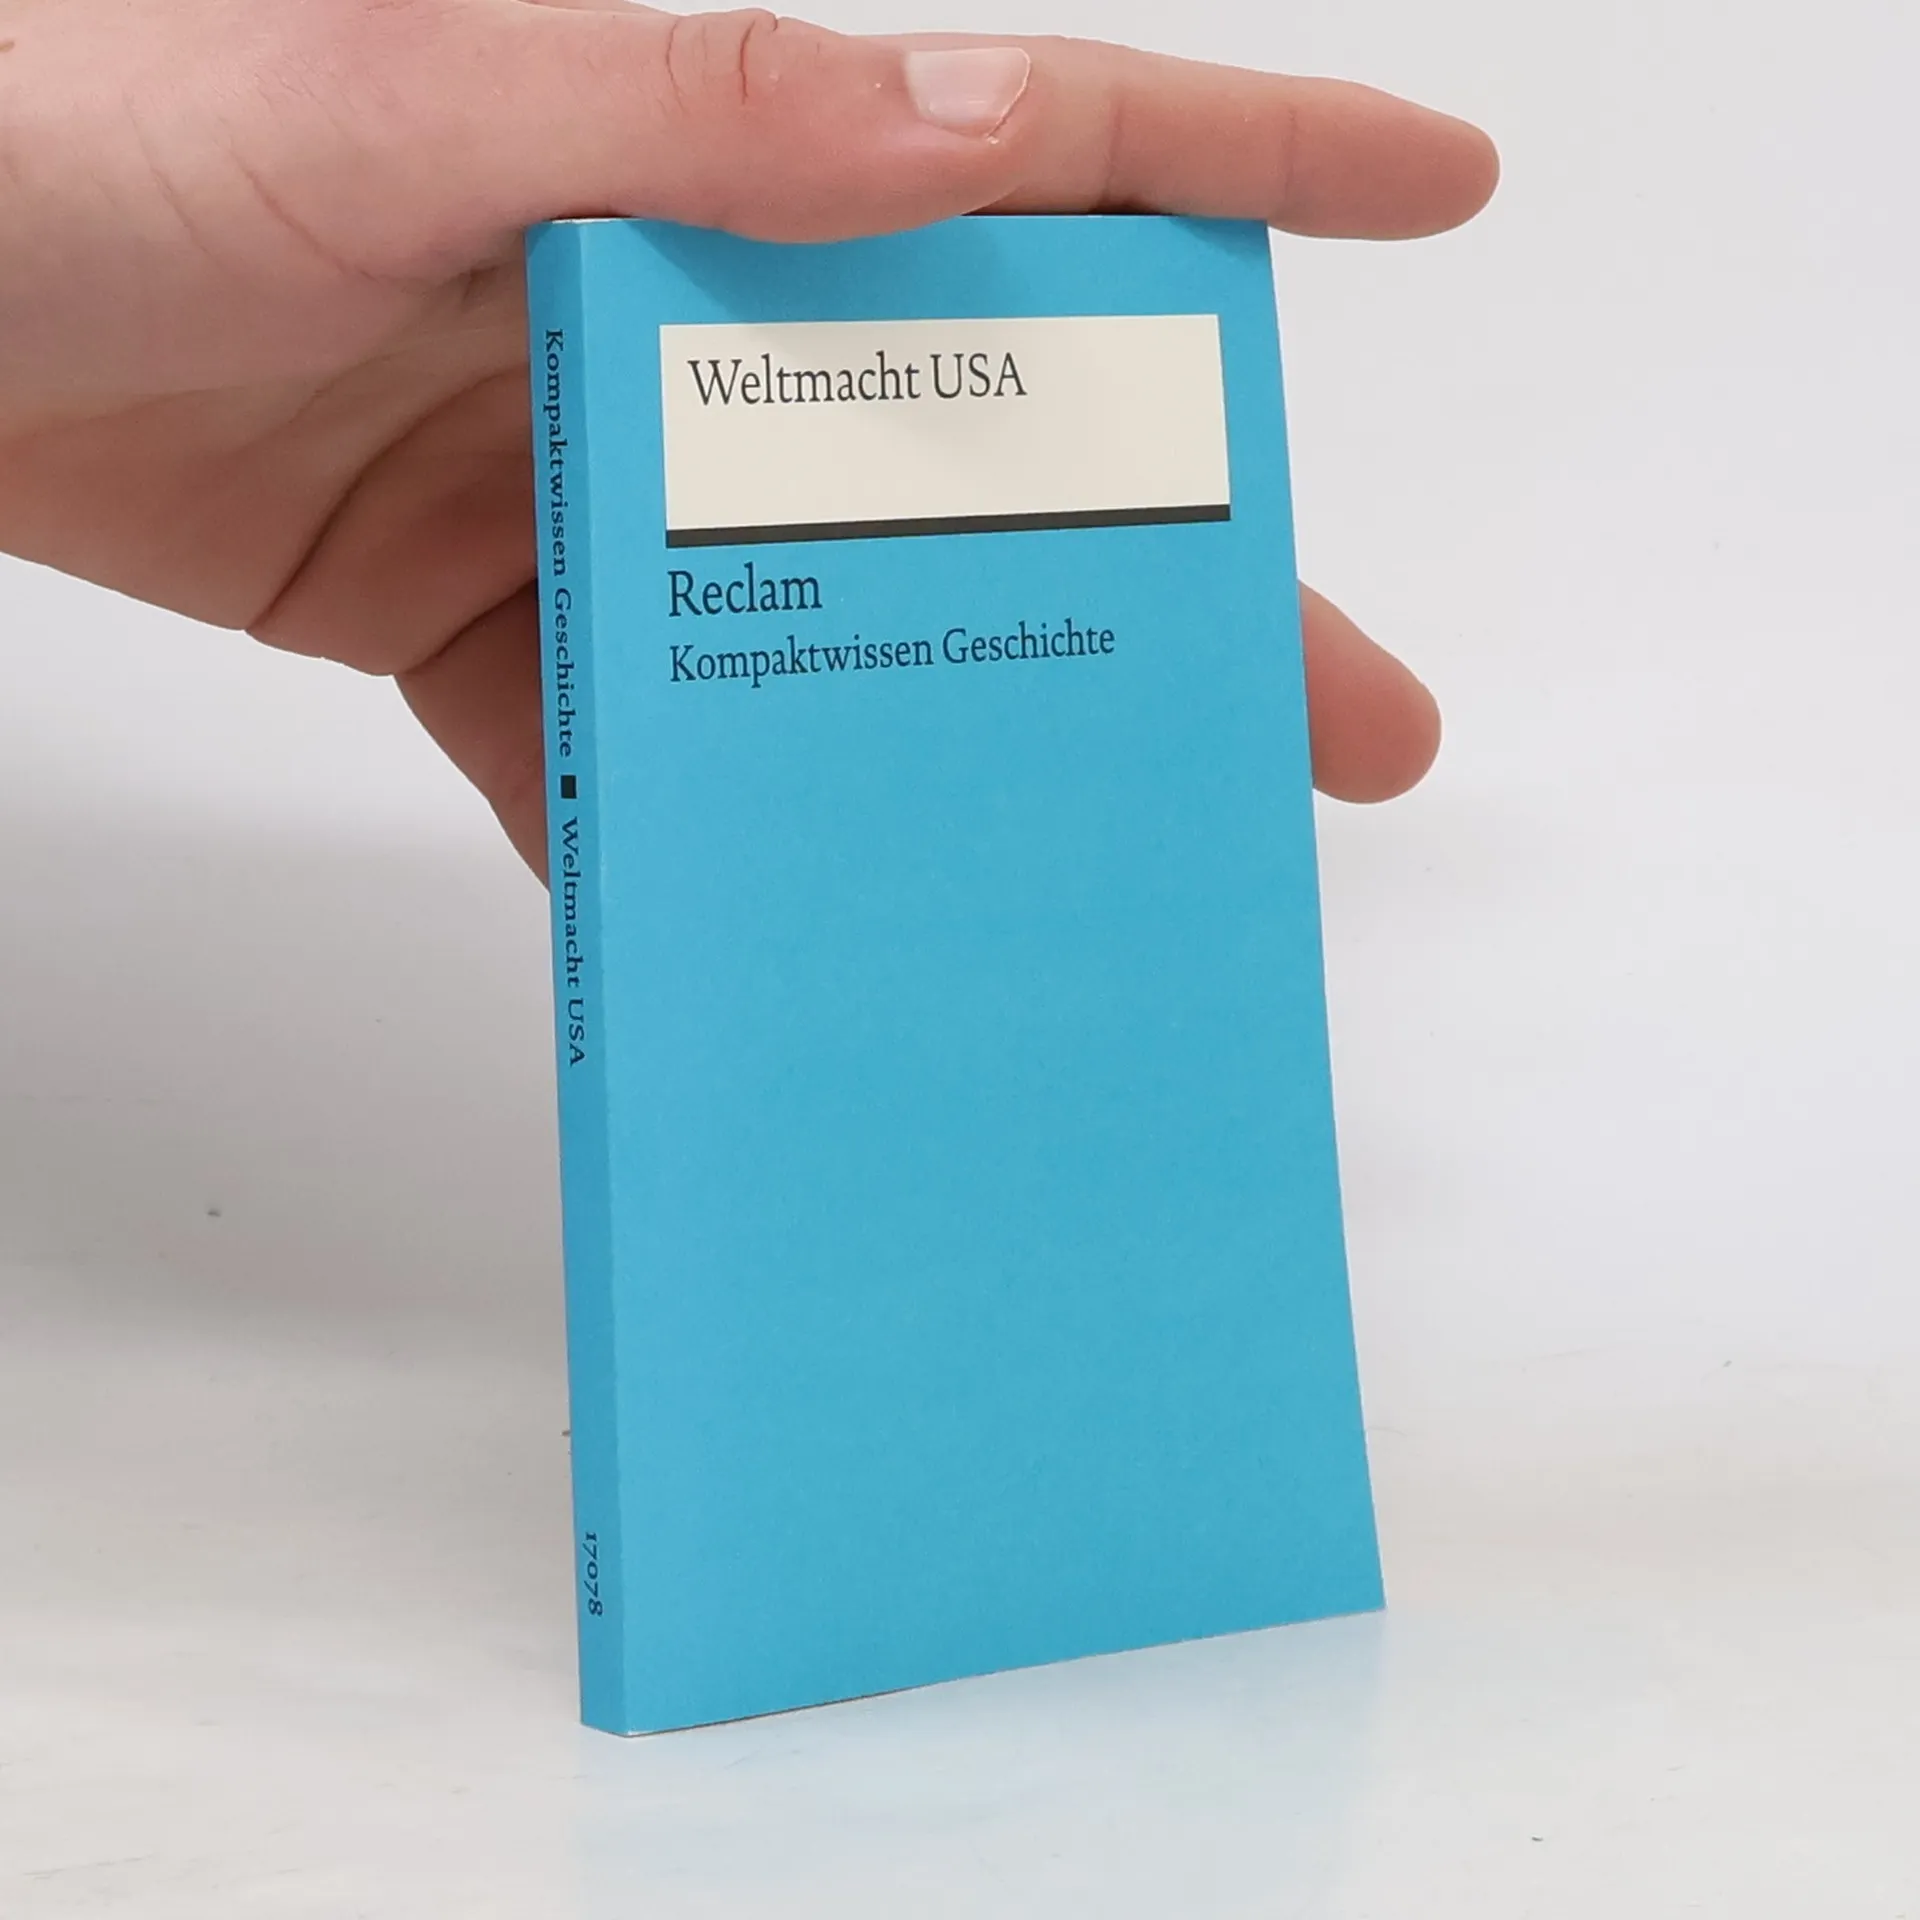 Weltmacht USA
Reclam
Kompaktwissen Geschichte
Kompaktwissen Geschichte ■ Weltmacht USA
17078